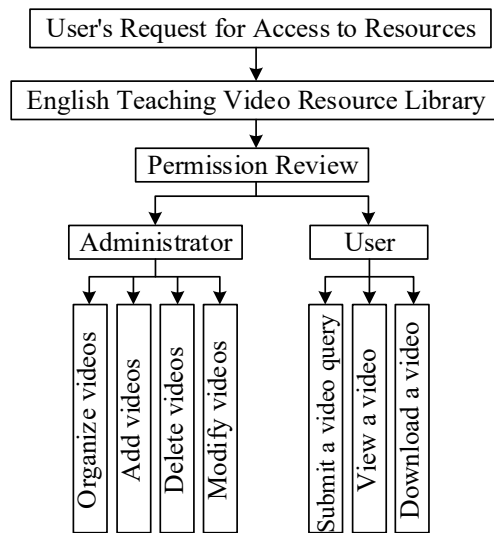 User's Request for Access to Resources
English Teaching Video Resource Library
Permission Review
Administrator
User
Organize videos
Add videos
Delete videos
Modify videos
Submit a video query
View a video
Download a video